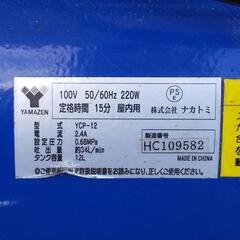 100V 50/60Hz 220W
定格時間 15分 屋内用
PS
E
株式会社 ナカトミ
YAMAZEN
型式 YCP-12
電流 2.4A
設定圧力 0.68MPa
吐出量 約34L/min
タンク容量 12L
製造番号
HC109582
MADE IN CHINA